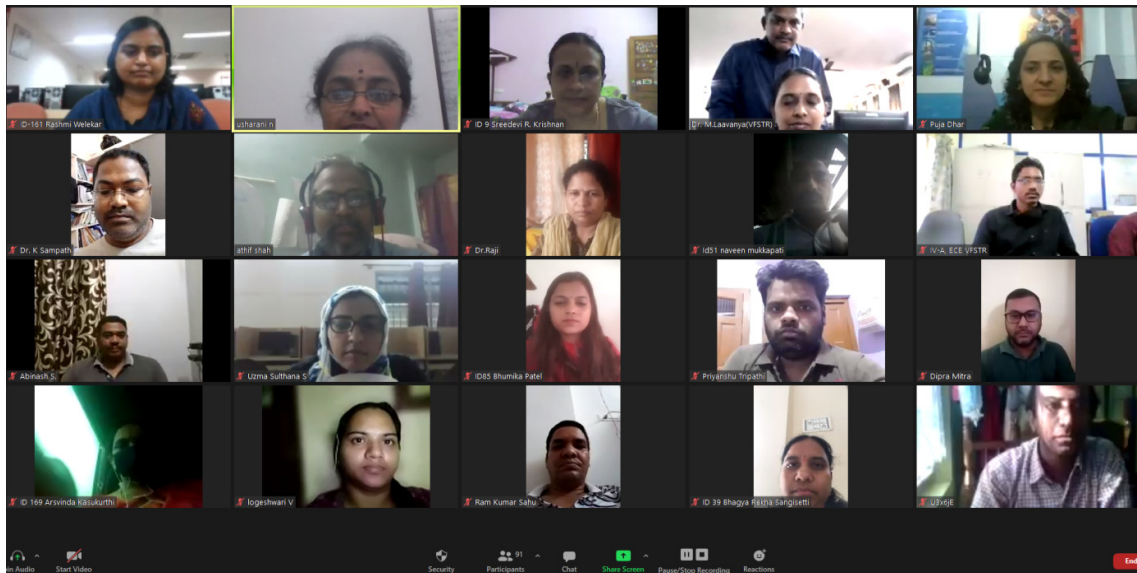 ID-161 Rashmi Welekar
usharani n
ID 9 Sreedevi R. Krishnan
Dr. M.Laavanya(VFSTR)
Puja Dhar
Dr. K Sampath
athif shah
Dr.Raji
Id51 naveen mukkapati
IV-A, ECE VFSTR
Abinash S.
Uzma Sulthana S
ID85 Bhumika Patel
Priyanshu Tripathi
Dipra Mitra
ID 169 Arsvinda Kasukurthi
logeshwari V
Ram Kumar Sahu
ID 39 Bhagya Rekha Sangisetti
U3x6jE
in Audio
Start Video
Security
Participants
91
Chat
Share Screen
Pause/Stop Recording
Reactions
End